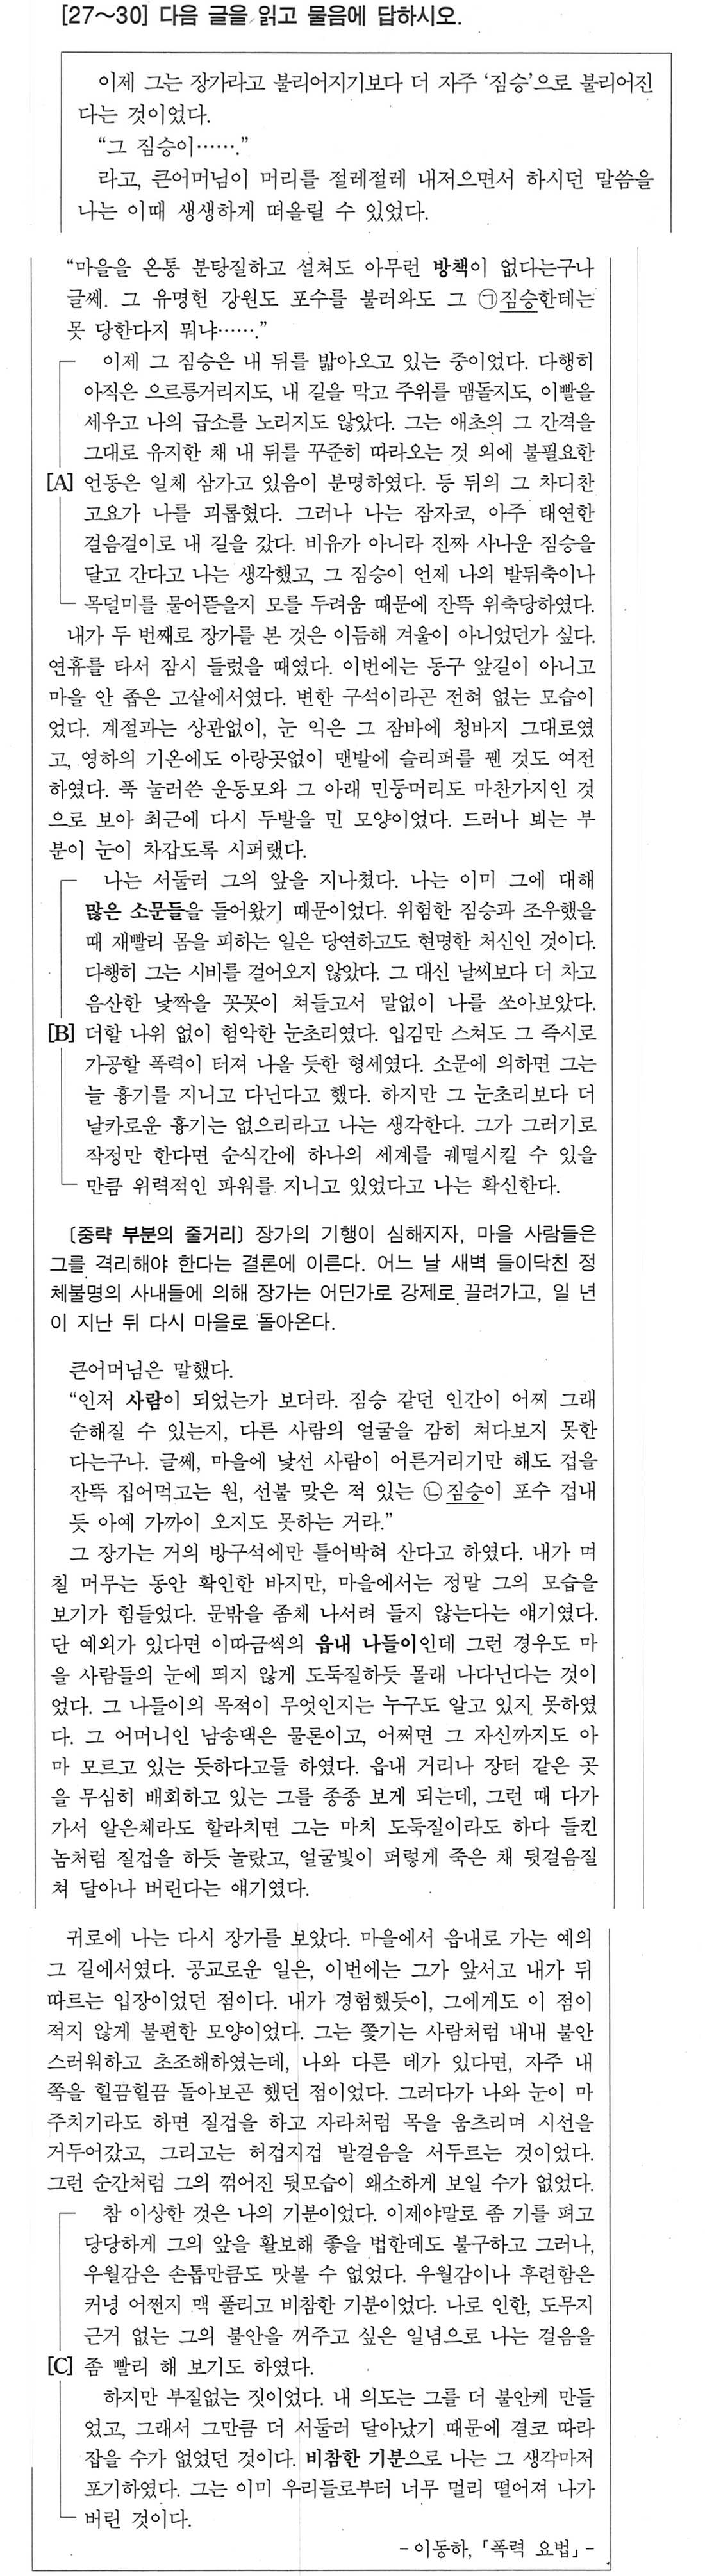 [27～30] 다음 글을 읽고 물음에 답하시오.
이제 그는 장가라고 불리어지기보다 더 자주 ‘짐승’으로 불리어진
다는 것이었다.
“그 짐승이…….”
라고, 큰어머님이 머리를 절레절레 내저으면서 하시던 말씀을
나는 이때 생생하게 떠올릴 수 있었다.
“마을을 온통 분탕질하고 설쳐도 아무런 방책이 없다는구나
글쎄. 그 유명헌 강원도 포수를 불러와도 그 ㉠짐승한테는
못 당한다지 뭐냐…….”
이제 그 짐승은 내 뒤를 밟아오고 있는 중이었다. 다행히
아직은 으르릉거리지도, 내 길을 막고 주위를 맴돌지도, 이빨을
세우고 나의 급소를 노리지도 않았다. 그는 애초의 그 간격을
그대로 유지한 채 내 뒤를 꾸준히 따라오는 것 외에 불필요한
[A] 언동은 일체 삼가고 있음이 분명하였다. 등 뒤의 그 차디찬
고요가 나를 괴롭혔다. 그러나 나는 잠자코, 아주 태연한
걸음걸이로 내 길을 갔다. 비유가 아니라 진짜 사나운 짐승을
달고 간다고 나는 생각했고, 그 짐승이 언제 나의 발뒤축이나
목덜미를 물어뜯을지 모를 두려움 때문에 잔뜩 위축당하였다.
내가 두 번째로 장가를 본 것은 이듬해 겨울이 아니었던가 싶다.
연휴를 타서 잠시 들렀을 때였다. 이번에는 동구 앞길이 아니고
마을 안 좁은 고샅에서였다. 변한 구석이라곤 전혀 없는 모습이
었다. 계절과는 상관없이, 눈 익은 그 잠바에 청바지 그대로였
고, 영하의 기온에도 아랑곳없이 맨발에 슬리퍼를 꿴 것도 여전
하였다. 푹 눌러쓴 운동모와 그 아래 민둥머리도 마찬가지인 것
으로 보아 최근에 다시 두발을 민 모양이었다. 드러나 뵈는 부
분이 눈이 차갑도록 시퍼랬다.
나는 서둘러 그의 앞을 지나쳤다. 나는 이미 그에 대해
많은 소문들을 들어왔기 때문이었다. 위험한 짐승과 조우했을
때 재빨리 몸을 피하는 일은 당연하고도 현명한 처신인 것이다.
다행히 그는 시비를 걸어오지 않았다. 그 대신 날씨보다 더 차고
음산한 낯짝을 꼿꼿이 쳐들고서 말없이 나를 쏘아보았다.
[B] 더할 나위 없이 험악한 눈초리였다. 입김만 스쳐도 그 즉시로
가공할 폭력이 터져 나올 듯한 형세였다. 소문에 의하면 그는
늘 흉기를 지니고 다닌다고 했다. 하지만 그 눈초리보다 더
날카로운 흉기는 없으리라고 나는 생각한다. 그가 그러기로
작정만 한다면 순식간에 하나의 세계를 궤멸시킬 수 있을
만큼 위력적인 파워를 지니고 있었다고 나는 확신한다.
〔중략 부분의 줄거리〕 장가의 기행이 심해지자, 마을 사람들은
그를 격리해야 한다는 결론에 이른다. 어느 날 새벽 들이닥친 정
체불명의 사내들에 의해 장가는 어딘가로 강제로 끌려가고, 일 년
이 지난 뒤 다시 마을로 돌아온다.
큰어머님은 말했다.
“인저 사람이 되었는가 보더라. 짐승 같던 인간이 어찌 그래
순해질 수 있는지, 다른 사람의 얼굴을 감히 쳐다보지 못한
다는구나. 글쎄, 마을에 낯선 사람이 어른거리기만 해도 겁을
잔뜩 집어먹고는 원, 선불 맞은 적 있는 ㉡짐승이 포수 겁내
듯 아예 가까이 오지도 못하는 거라.”
그 장가는 거의 방구석에만 틀어박혀 산다고 하였다. 내가 며
칠 머무는 동안 확인한 바지만, 마을에서는 정말 그의 모습을
보기가 힘들었다. 문밖을 좀체 나서려 들지 않는다는 얘기였다.
단 예외가 있다면 이따금씩의 읍내 나들이인데 그런 경우도 마
을 사람들의 눈에 띄지 않게 도둑질하듯 몰래 나다닌다는 것이
었다. 그 나들이의 목적이 무엇인지는 누구도 알고 있지 못하였
다. 그 어머니인 남송댁은 물론이고, 어쩌면 그 자신까지도 아
마 모르고 있는 듯하다고들 하였다. 읍내 거리나 장터 같은 곳
을 무심히 배회하고 있는 그를 종종 보게 되는데, 그런 때 다가
가서 알은체라도 할라치면 그는 마치 도둑질이라도 하다 들킨
놈처럼 질겁을 하듯 놀랐고, 얼굴빛이 퍼렇게 죽은 채 뒷걸음질
쳐 달아나 버린다는 얘기였다.
귀로에 나는 다시 장가를 보았다. 마을에서 읍내로 가는 예의
그 길에서였다. 공교로운 일은, 이번에는 그가 앞서고 내가 뒤
따르는 입장이었던 점이다. 내가 경험했듯이, 그에게도 이 점이
적지 않게 불편한 모양이었다. 그는 쫓기는 사람처럼 내내 불안
스러워하고 초조해하였는데, 나와 다른 데가 있다면, 자주 내
쪽을 힐끔힐끔 돌아보곤 했던 점이었다. 그러다가 나와 눈이 마
주치기라도 하면 질겁을 하고 자라처럼 목을 움츠리며 시선을
거두어갔고, 그리고는 허겁지겁 발걸음을 서두르는 것이었다.
그런 순간처럼 그의 꺾어진 뒷모습이 왜소하게 보일 수가 없었다.
참 이상한 것은 나의 기분이었다. 이제야말로 좀 기를 펴고
당당하게 그의 앞을 활보해 좋을 법한데도 불구하고 그러나,
우월감은 손톱만큼도 맛볼 수 없었다. 우월감이나 후련함은
커녕 어쩐지 맥 풀리고 비참한 기분이었다. 나로 인한, 도무지
근거 없는 그의 불안을 꺼주고 싶은 일념으로 나는 걸음을
[C] 좀 빨리 해 보기도 하였다.
하지만 부질없는 짓이었다. 내 의도는 그를 더 불안케 만들
었고, 그래서 그만큼 더 서둘러 달아났기 때문에 결코 따라
잡을 수가 없었던 것이다. 비참한 기분으로 나는 그 생각마저
포기하였다. 그는 이미 우리들로부터 너무 멀리 떨어져 나가
버린 것이다.
- 이동하, 「폭력 요법」 -